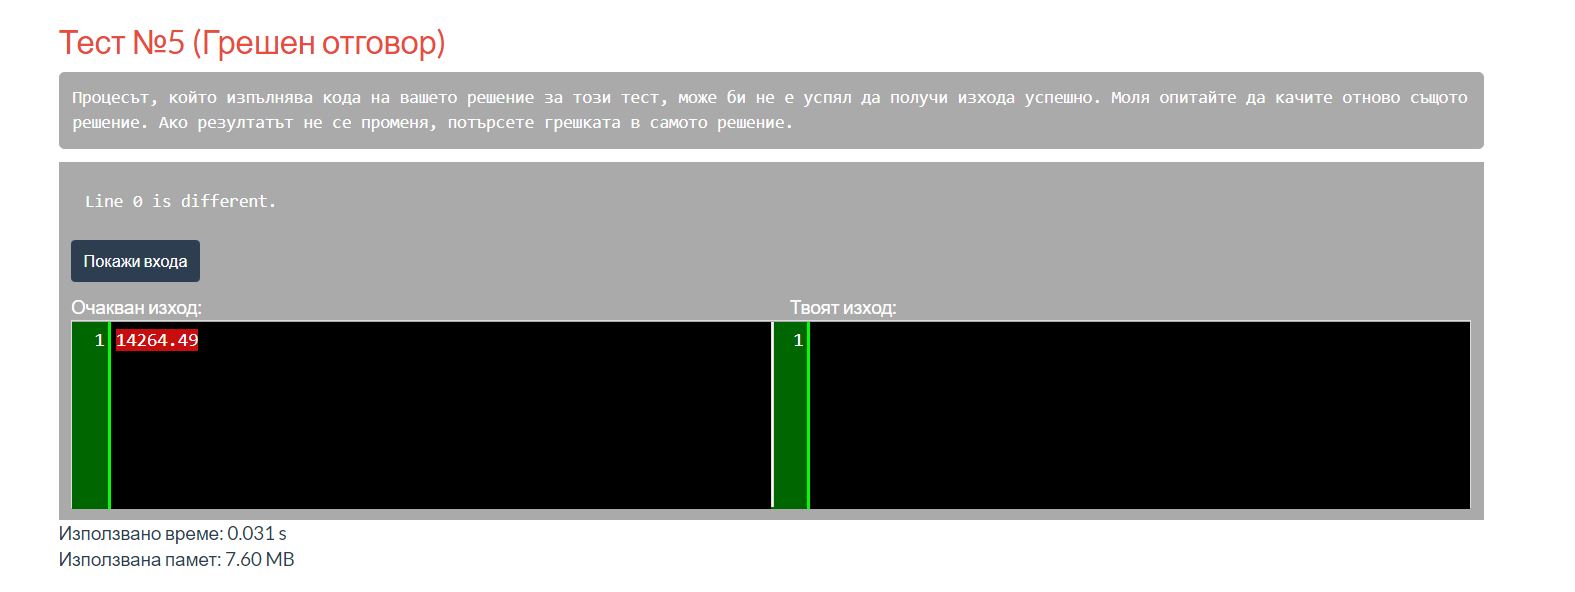 Тест №5 (Грешен отговор)
Процесът, който изпълнява кода на вашето решение за този тест, може би не е успял да получи изхода успешно. Моля опитайте да качите отново същото
решение. Ако резултатът не се променя, потърсете грешката в самото решение.
Line 0 is different.
Покажи входа
Очакван изход:
Твоят изход:
1 14264.49
1
Използвано време: 0.031 s
Използвана памет: 7.60 MB